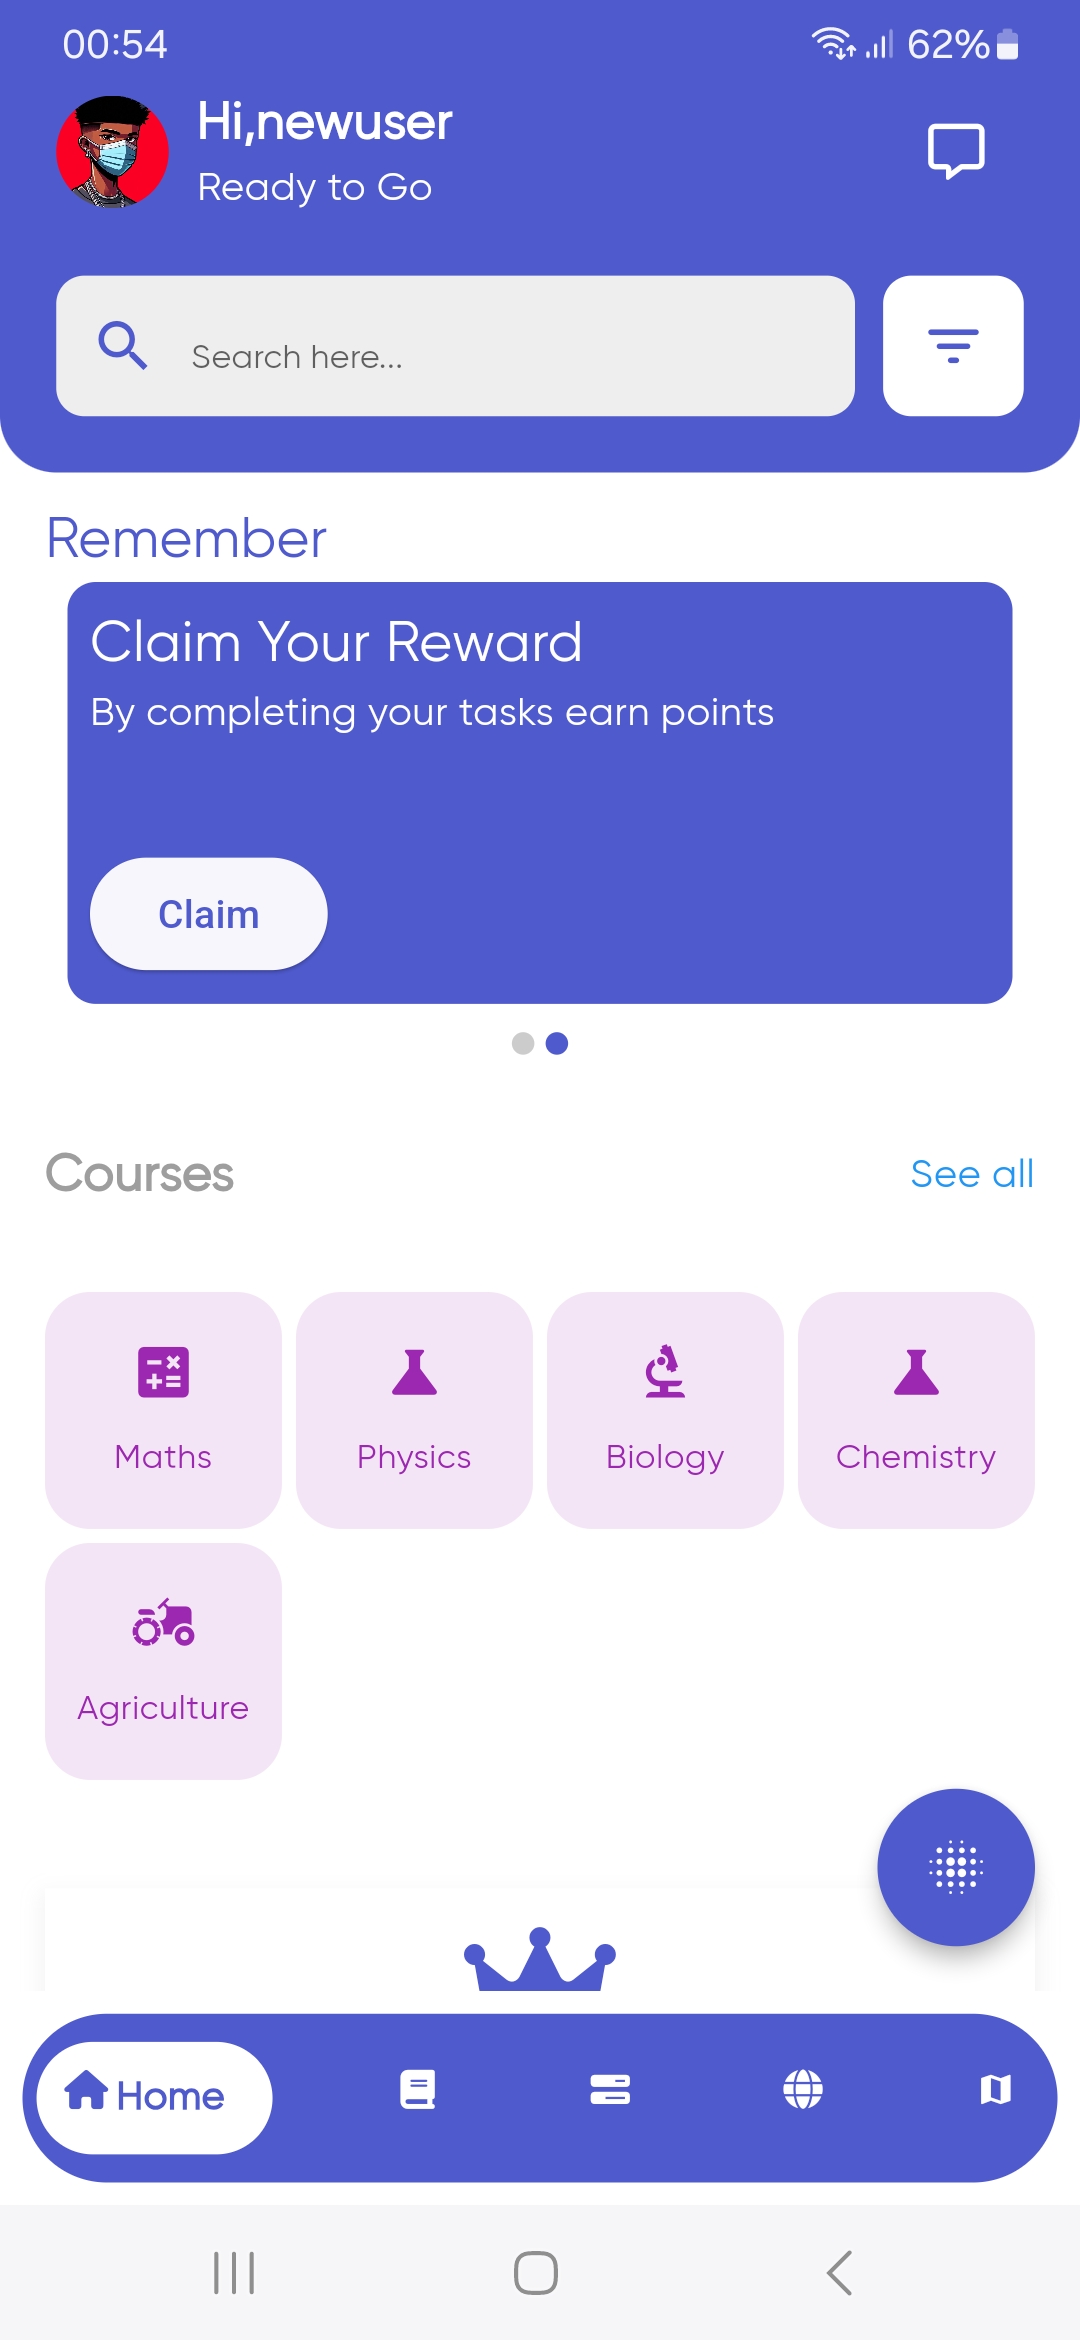 00:54
62%
Hi,newuser
Ready to Go
Search here...
Remember
Claim Your Reward
By completing your tasks earn points
Claim
Courses
See all
Maths
Physics
Biology
Chemistry
Agriculture
Home